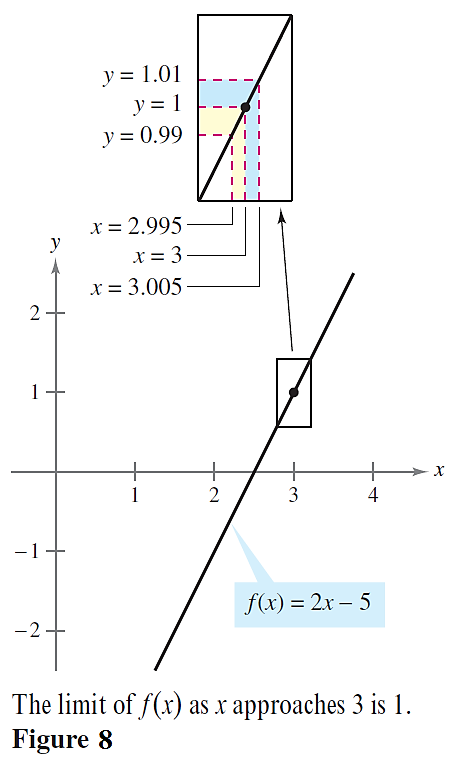 y = 1.01
y = 1
y = 0.99
x = 2.995
x = 3
x = 3.005
y
2
1
x
1 2 3 4
−1
f(x) = 2x − 5
−2
The limit of f(x) as x approaches 3 is 1.
Figure 8